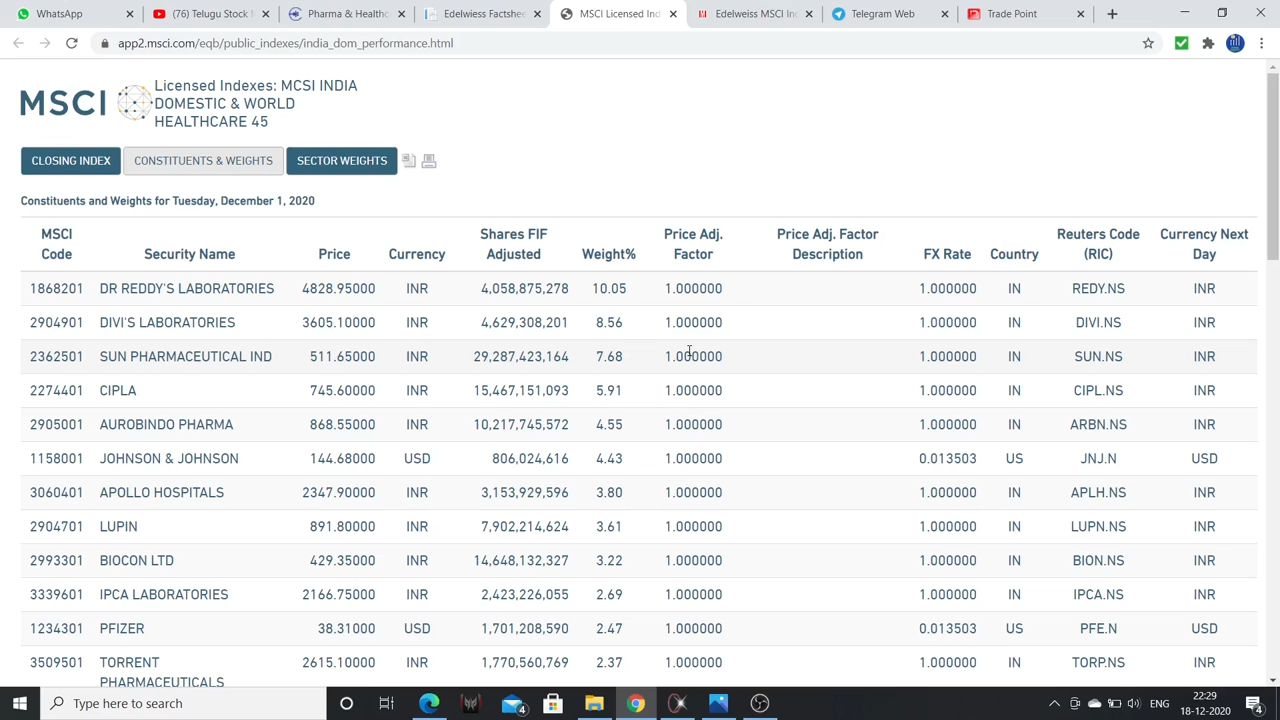 WhatsApp
(76) Telugu Stock
Pharma & Healthc
Edelwiess Factshee
MSCI Licensed Ind
Edelweiss MSCI In
Telegram Web
Trade Point
app2.msci.com/eqb/public_indexes/india_dom_performance.html
MSCI
Licensed Indexes: MCSI INDIA
DOMESTIC & WORLD
HEALTHCARE 45
CLOSING INDEX CONSTITUENTS & WEIGHTS SECTOR WEIGHTS
Constituents and Weights for Tuesday, December 1, 2020
MSCI Code Security Name Price Currency Shares FIF Adjusted Weight% Price Adj. Factor Price Adj. Factor Description FX Rate Country Reuters Code (RIC) Currency Next Day
1868201 DR REDDY'S LABORATORIES 4828.95000 INR 4,058,875,278 10.05 1.000000 1.000000 IN REDY.NS INR
2904901 DIVI'S LABORATORIES 3605.10000 INR 4,629,308,201 8.56 1.000000 1.000000 IN DIVI.NS INR
2362501 SUN PHARMACEUTICAL IND 511.65000 INR 29,287,423,164 7.68 1.000000 1.000000 IN SUN.NS INR
2274401 CIPLA 745.60000 INR 15,467,151,093 5.91 1.000000 1.000000 IN CIPL.NS INR
2905001 AUROBINDO PHARMA 868.55000 INR 10,217,745,572 4.55 1.000000 1.000000 IN ARBN.NS INR
1158001 JOHNSON & JOHNSON 144.68000 USD 806,024,616 4.43 1.000000 0.013503 US JNJ.N USD
3060401 APOLLO HOSPITALS 2347.90000 INR 3,153,929,596 3.80 1.000000 1.000000 IN APLH.NS INR
2904701 LUPIN 891.80000 INR 7,902,214,624 3.61 1.000000 1.000000 IN LUPN.NS INR
2993301 BIOCON LTD 429.35000 INR 14,648,132,327 3.22 1.000000 1.000000 IN BION.NS INR
3339601 IPCA LABORATORIES 2166.75000 INR 2,423,226,055 2.69 1.000000 1.000000 IN IPCA.NS INR
1234301 PFIZER 38.31000 USD 1,701,208,590 2.47 1.000000 0.013503 US PFE.N USD
3509501 TORRENT PHARMACEUTICALS 2615.10000 INR 1,770,560,769 2.37 1.000000 1.000000 IN TORP.NS INR
Type here to search
4
ENG
22:29
18-12-2020
4